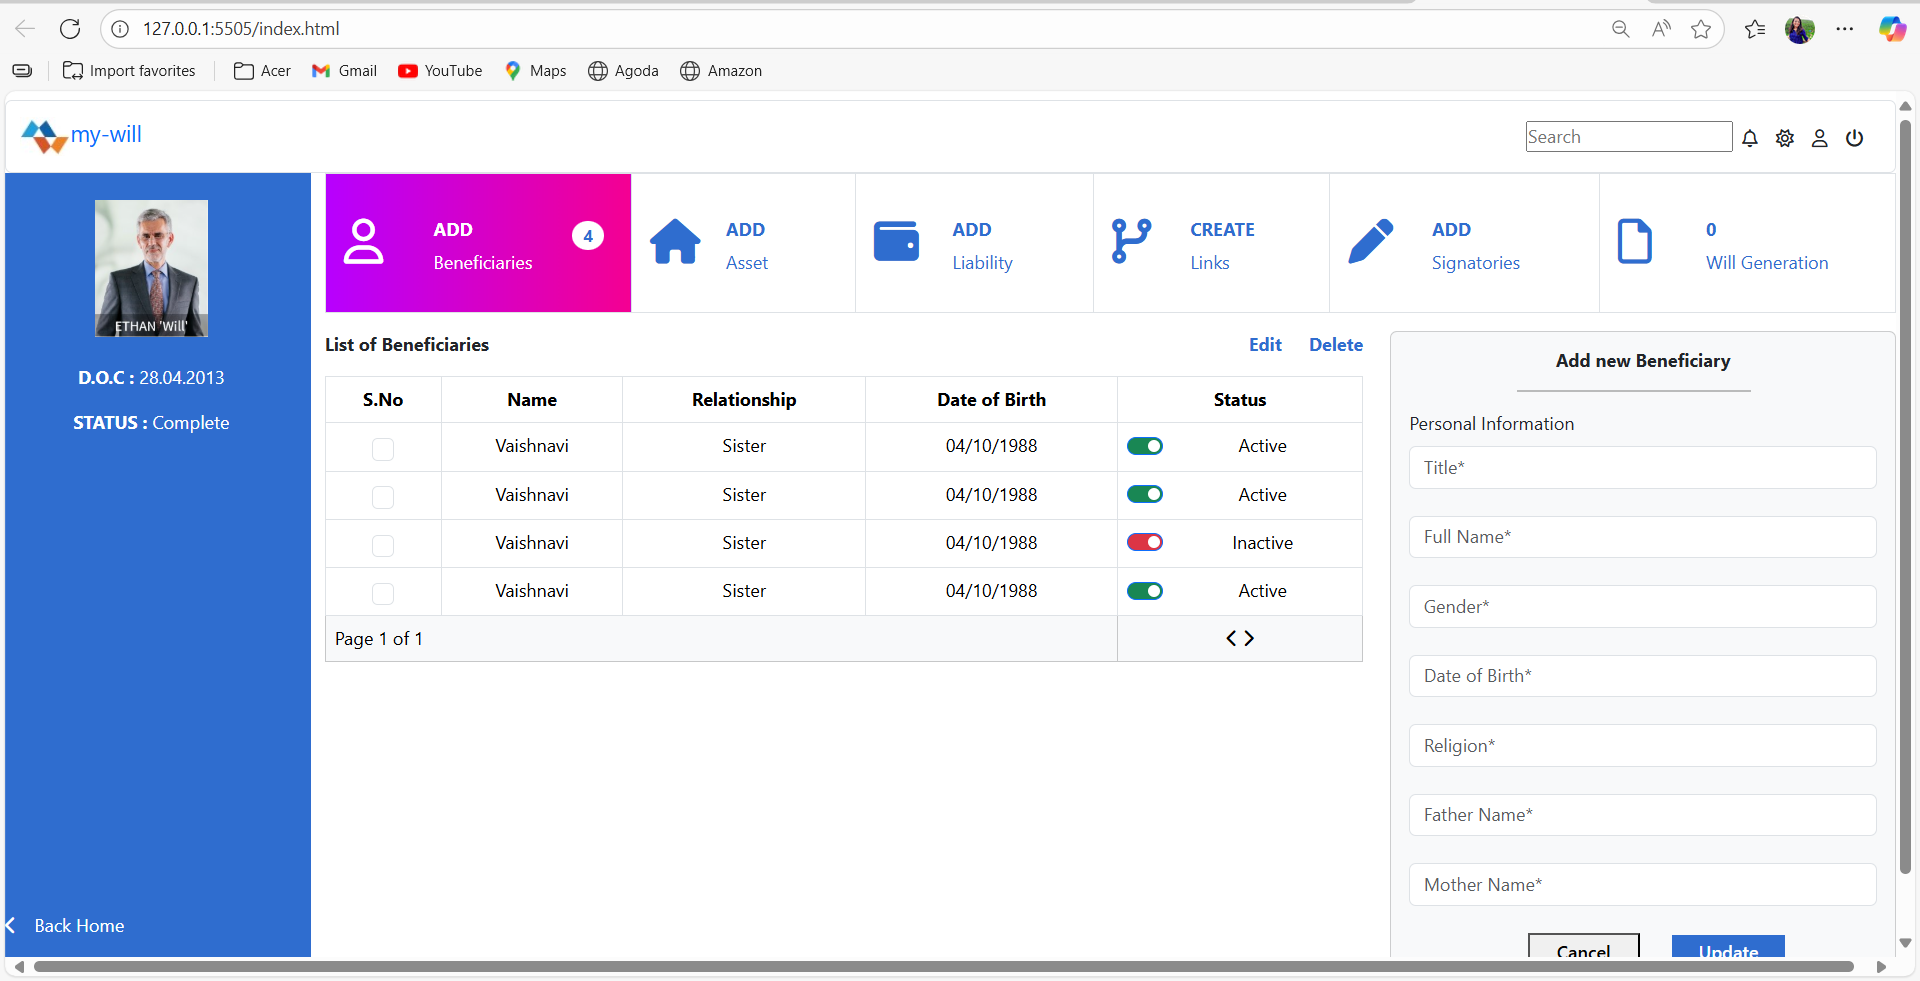 127.0.0.1:5505/index.html
Import favorites Acer Gmail YouTube Maps Agoda Amazon
my-will
Search
ETHAN 'Will'
D.O.C : 28.04.2013
STATUS : Complete
Back Home
ADD
Beneficiaries
4
ADD
Asset
ADD
Liability
CREATE
Links
ADD
Signatories
0
Will Generation
List of Beneficiaries Edit Delete
S.No Name Relationship Date of Birth Status
Vaishnavi Sister 04/10/1988 Active
Vaishnavi Sister 04/10/1988 Active
Vaishnavi Sister 04/10/1988 Inactive
Vaishnavi Sister 04/10/1988 Active
Page 1 of 1 < >
Add new Beneficiary
Personal Information
Title*
Full Name*
Gender*
Date of Birth*
Religion*
Father Name*
Mother Name*
Cancel Update